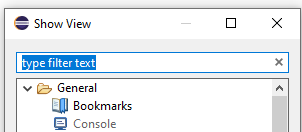 Show View
type filter text
General
Bookmarks
Console